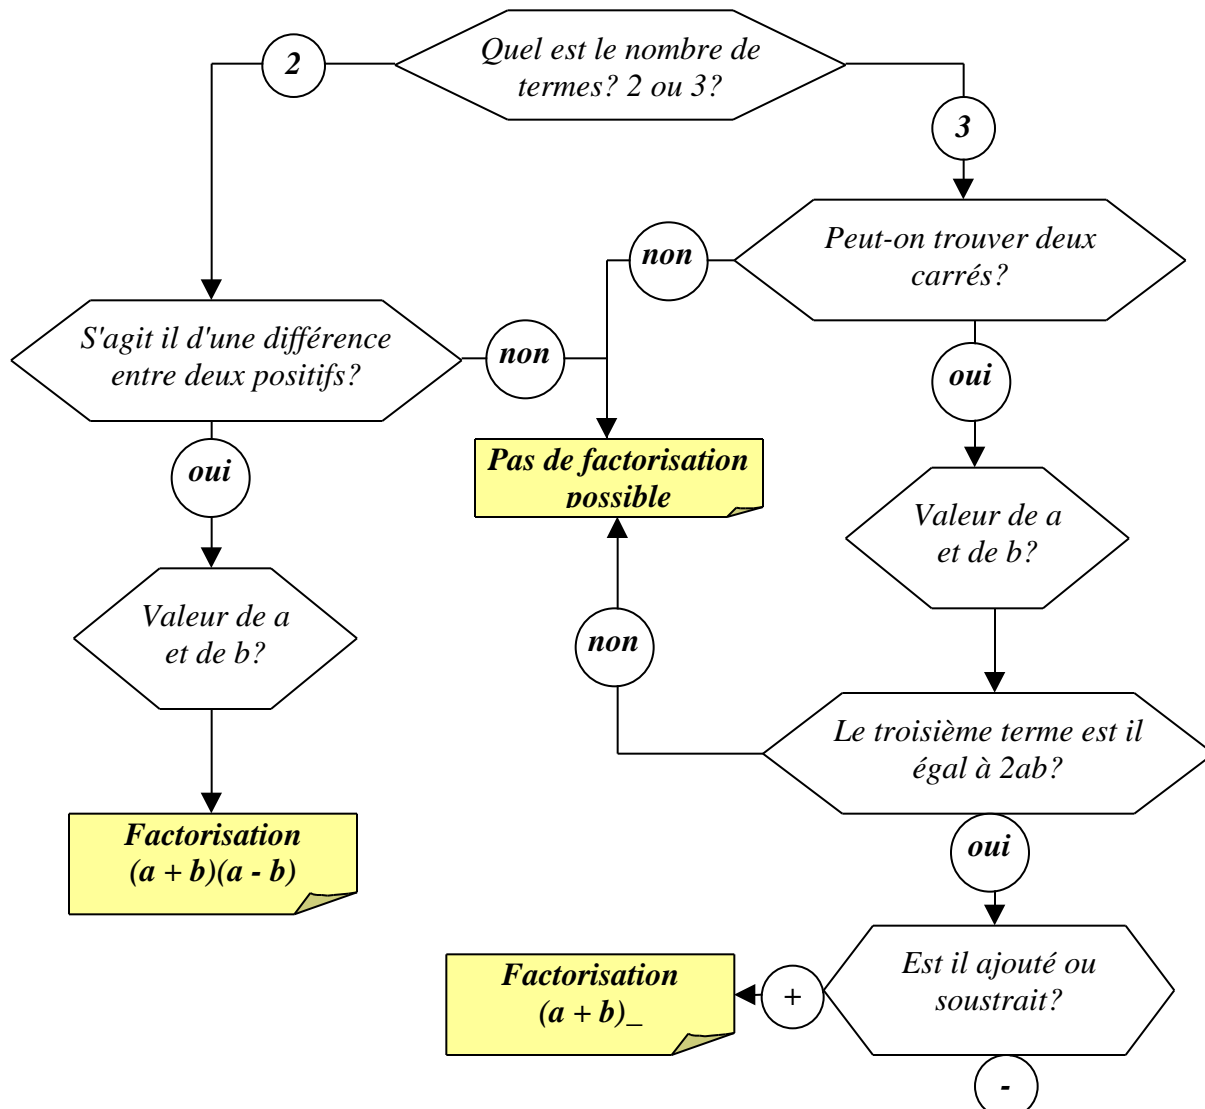 Quel est le nombre de
termes? 2 ou 3?
2
3
Peut-on trouver deux
carrés?
non
S'agit il d'une différence
entre deux positifs?
non
oui
oui
Pas de factorisation
possible
Valeur de a
et de b?
Valeur de a
et de b?
non
Le troisième terme est il
égal à 2ab?
Factorisation
(a + b)(a - b)
oui
Est il ajouté ou
soustrait?
+
Factorisation
(a + b)_
-